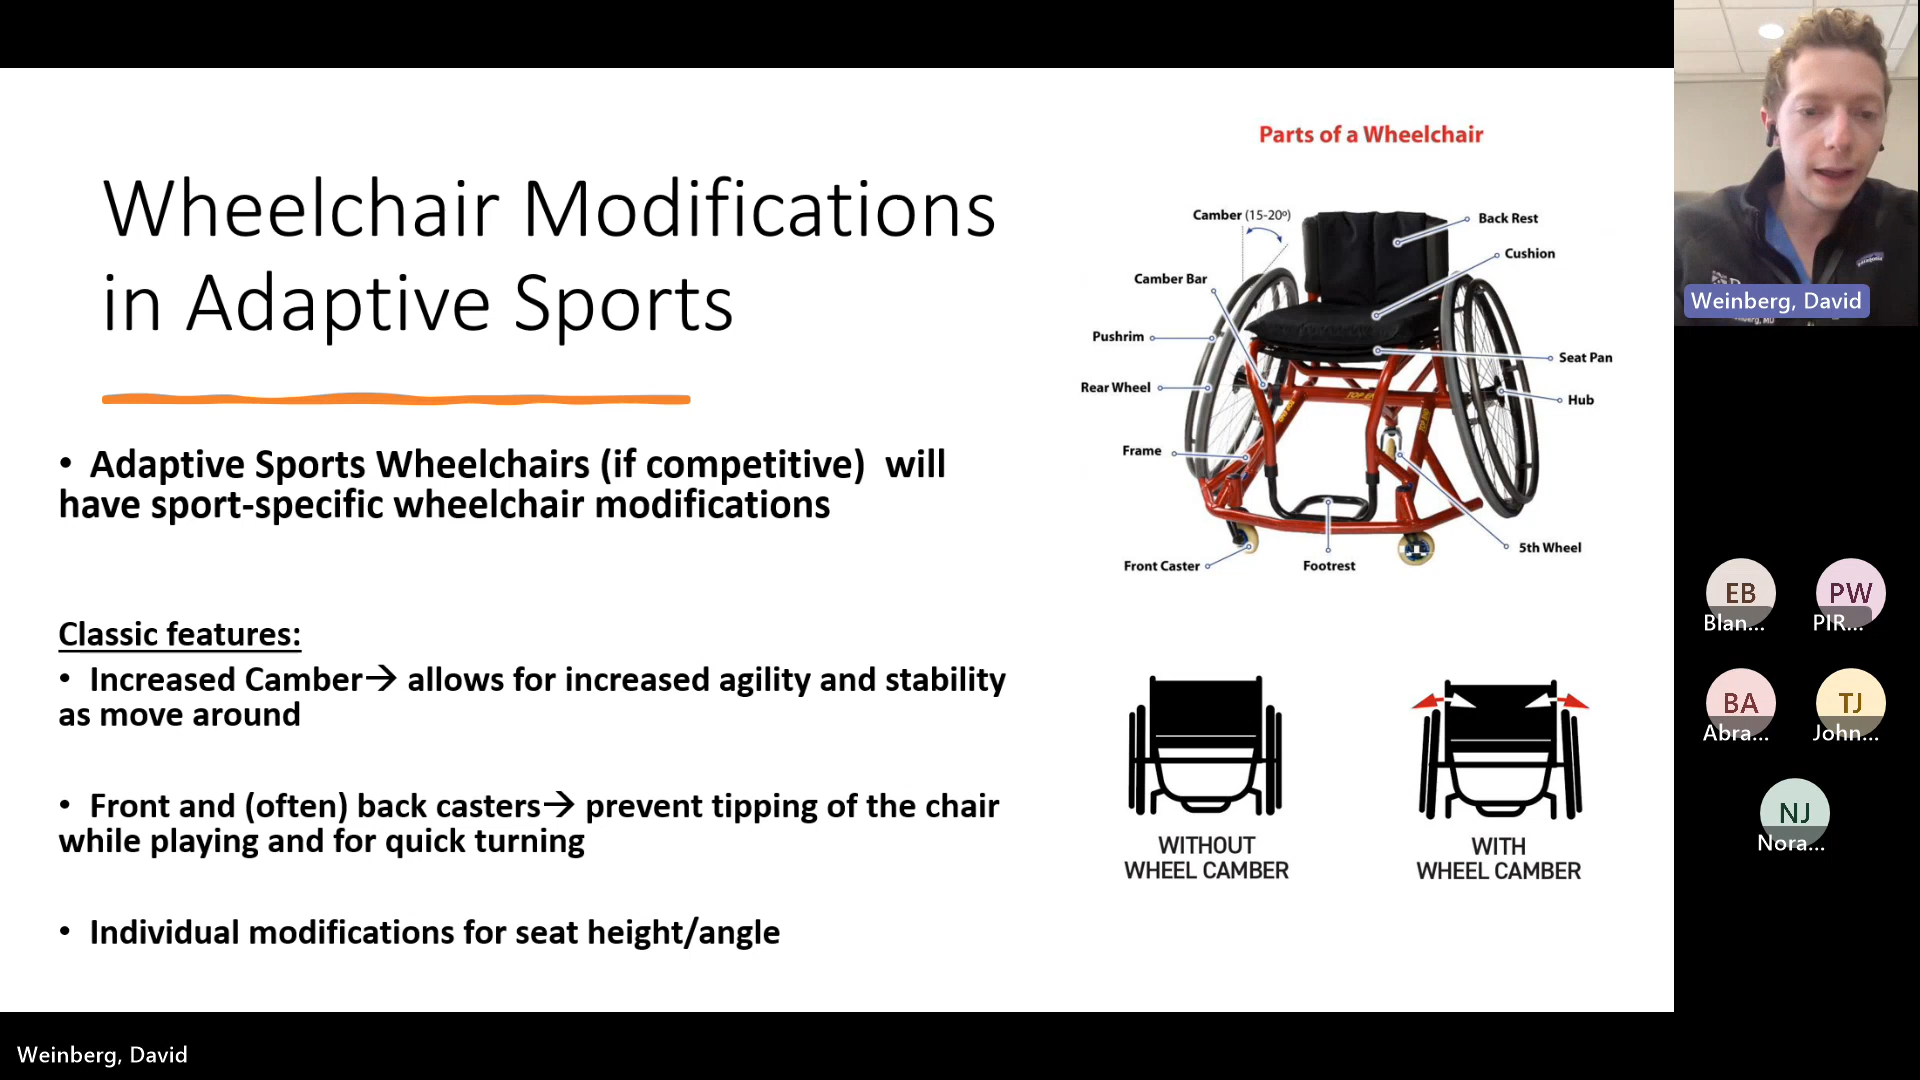 Wheelchair Modifications
in Adaptive Sports
• Adaptive Sports Wheelchairs (if competitive)  will
have sport-specific wheelchair modifications
Classic features:
• Increased Camber→ allows for increased agility and stability
as move around
• Front and (often) back casters→ prevent tipping of the chair
while playing and for quick turning
• Individual modifications for seat height/angle
Parts of a Wheelchair
Camber (15-20º)
Back Rest
Cushion
Camber Bar
Pushrim
Seat Pan
Rear Wheel
Hub
Frame
5th Wheel
Front Caster
Footrest
TOP END
WITHOUT
WHEEL CAMBER
WITH
WHEEL CAMBER
Weinberg, David
EB
Blan...
PW
PIR...
BA
Abra...
TJ
John...
NJ
Nora...
Weinberg, David